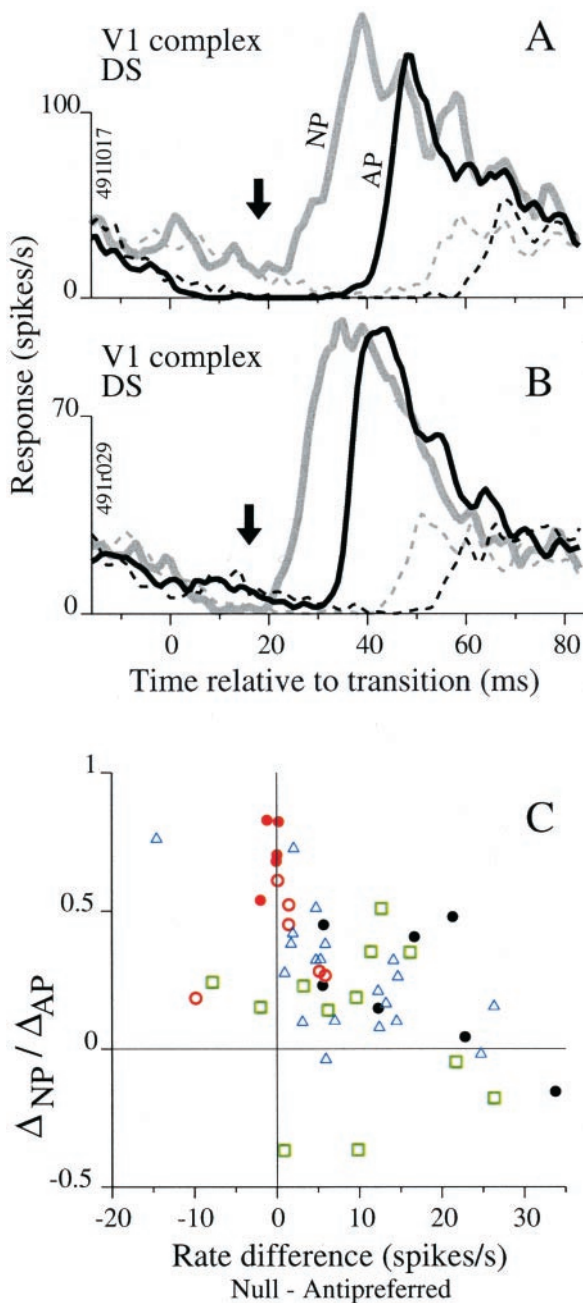 V1 complex
DS
A
NP
AP
100
491l017
0
V1 complex
DS
B
70
491r029
0
Response (spikes/s)
0 20 40 60 80
Time relative to transition (ms)
C
1
0.5
0
-0.5
ΔNP / ΔAP
-20 -10 0 10 20 30
Rate difference (spikes/s)
Null - Antipreferred